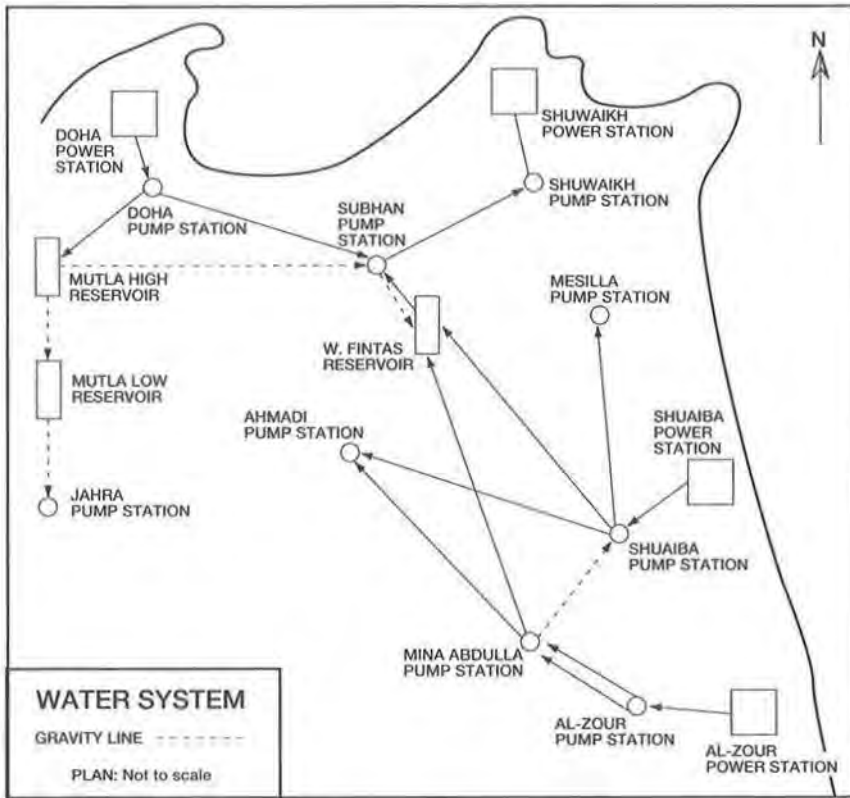 N
DOHA
POWER
STATION
SHUWAIKH
POWER STATION
DOHA
PUMP STATION
SUBHAN
PUMP
STATION
SHUWAIKH
PUMP STATION
MUTLA HIGH
RESERVOIR
MESILLA
PUMP STATION
W. FINTAS
RESERVOIR
MUTLA LOW
RESERVOIR
AHMADI
PUMP STATION
SHUAIBA
POWER
STATION
JAHRA
PUMP STATION
SHUAIBA
PUMP STATION
MINA ABDULLA
PUMP STATION
AL-ZOUR
PUMP STATION
AL-ZOUR
POWER STATION
WATER SYSTEM
GRAVITY LINE
PLAN: Not to scale